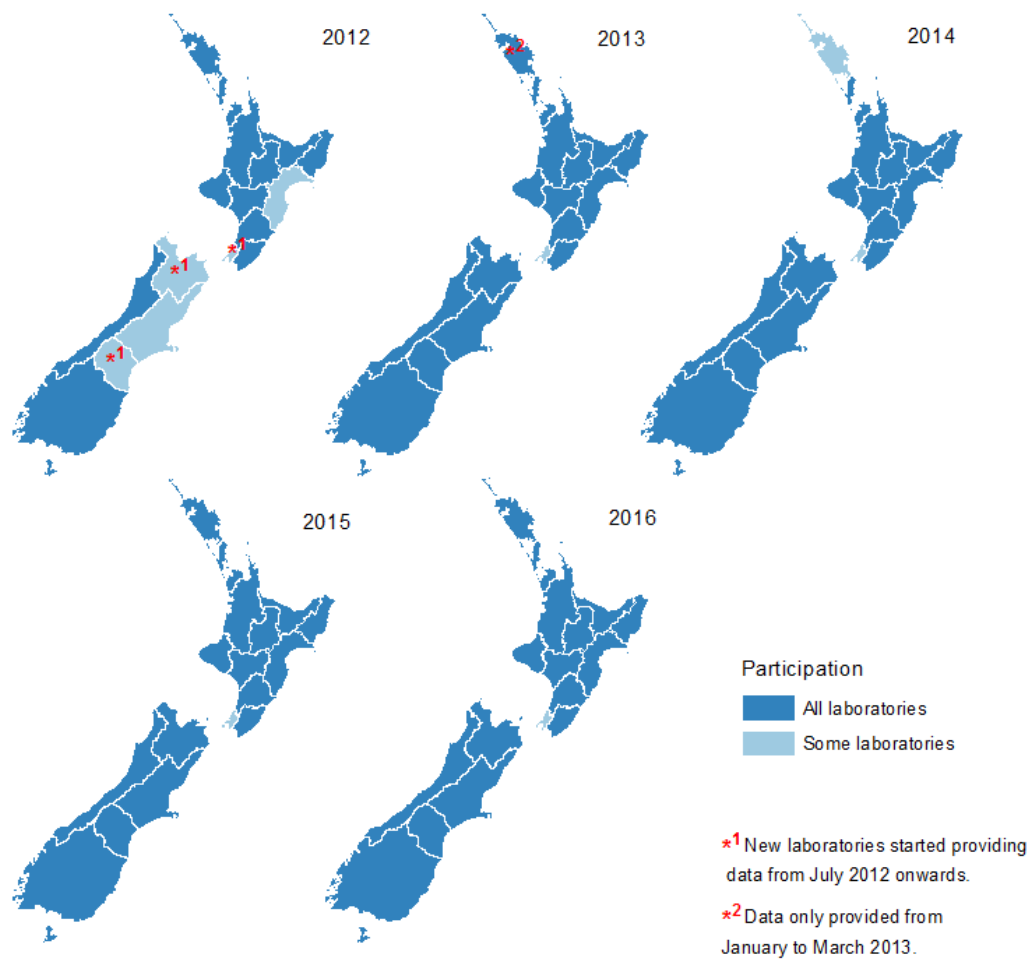 2012
2013
2014
*2
*1
*1
*1
2015
2016
Participation
All laboratories
Some laboratories
*1 New laboratories started providing
data from July 2012 onwards.
*2 Data only provided from
January to March 2013.